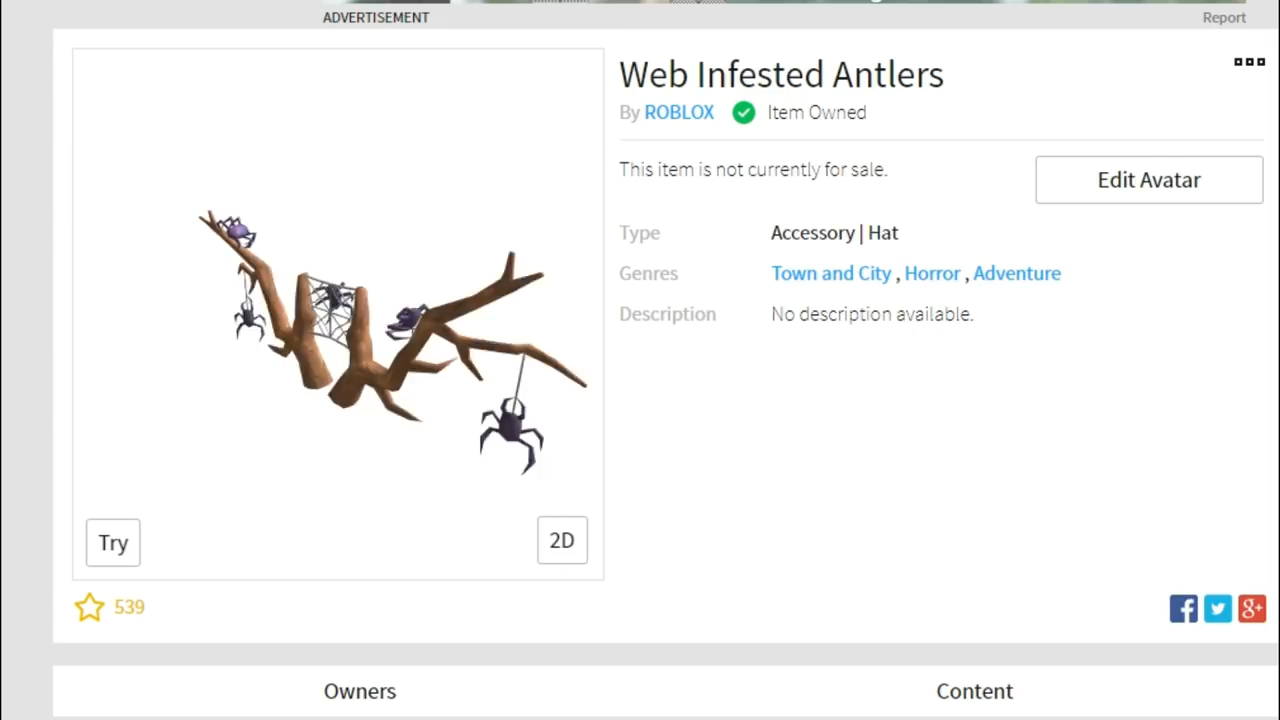 ADVERTISEMENT
Report
Web Infested Antlers
By ROBLOX Item Owned
This item is not currently for sale.
Edit Avatar
Type Accessory | Hat
Genres Town and City , Horror , Adventure
Description No description available.
Try
2D
539
f
g+
Owners
Content